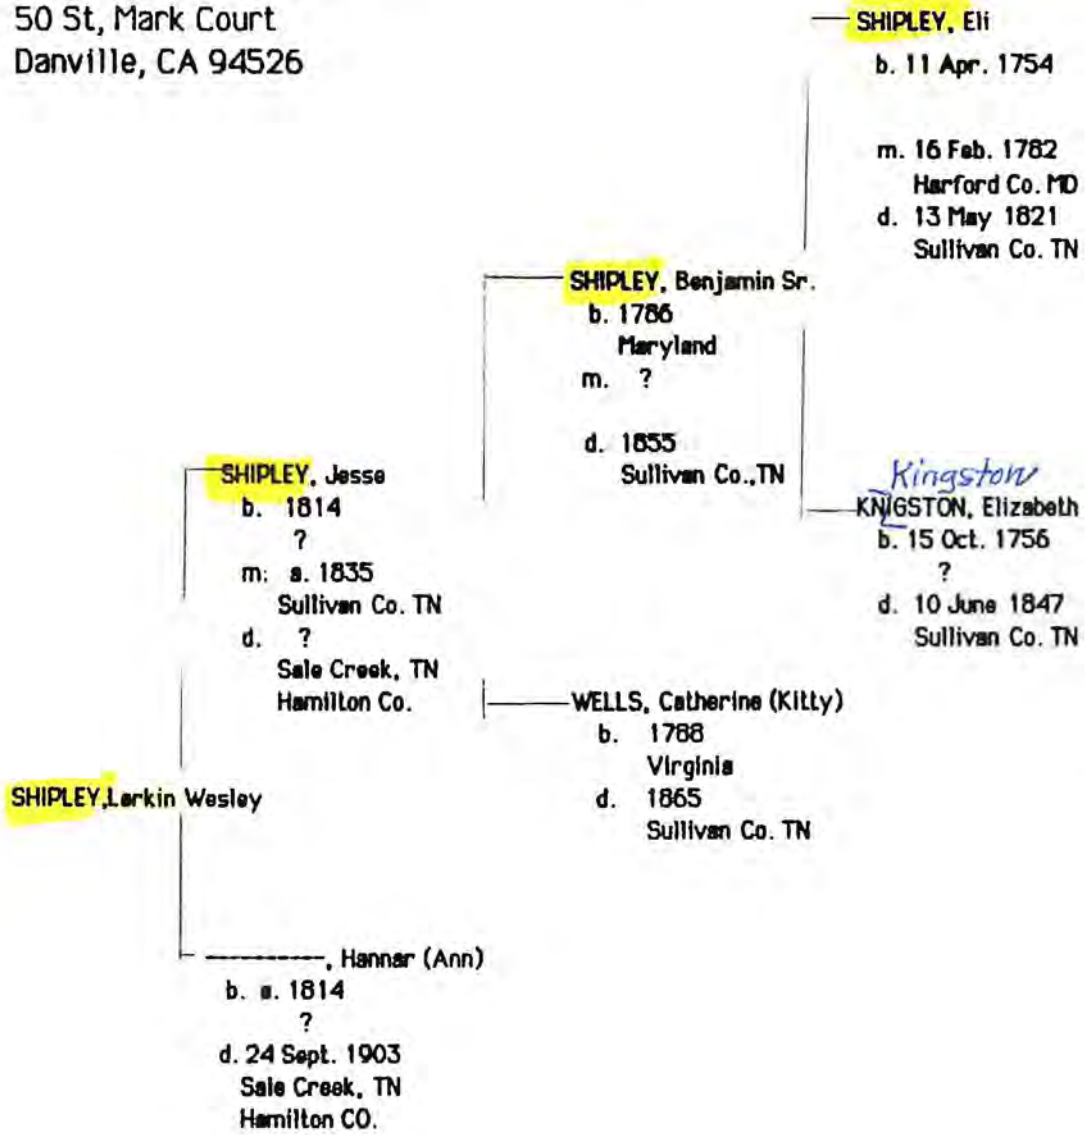 50 St, Mark Court
Danville, CA 94526
SHIPLEY, Eli
b. 11 Apr. 1754
m. 16 Feb. 1782
Harford Co. MD
d. 13 May 1821
Sullivan Co. TN
SHIPLEY, Benjamin Sr.
b. 1786
Maryland
m. ?
d. 1855
Sullivan Co.,TN
Kingston
KNIGSTON, Elizabeth
b. 15 Oct. 1756
?
d. 10 June 1847
Sullivan Co. TN
SHIPLEY, Jesse
b. 1814
?
m: a. 1835
Sullivan Co. TN
d. ?
Sale Creek, TN
Hamilton Co.
WELLS, Catherine (Kitty)
b. 1788
Virginia
d. 1865
Sullivan Co. TN
SHIPLEY,Larkin Wesley
----------, Hannar (Ann)
b. a. 1814
?
d. 24 Sept. 1903
Sale Creek, TN
Hamilton CO.